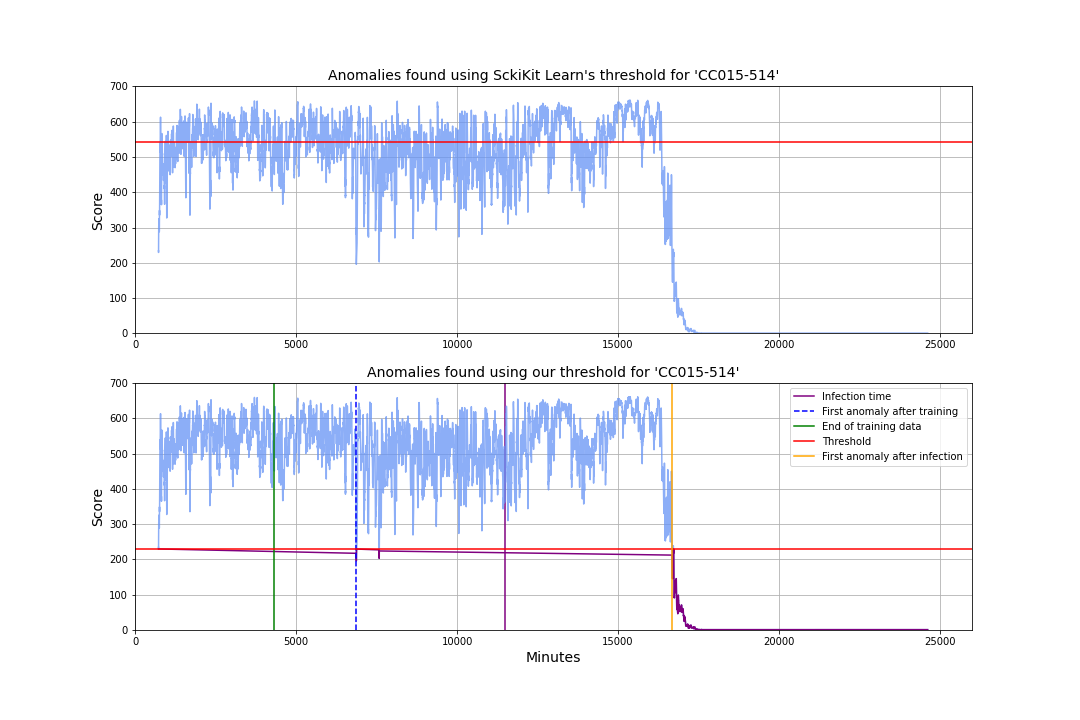 Anomalies found using SckiKit Learn's threshold for 'CC015-514'
700
600
500
400
300
200
100
0
Score
0 5000 10000 15000 20000 25000
Anomalies found using our threshold for 'CC015-514'
700
600
500
400
300
200
100
0
Score
Infection time
First anomaly after training
End of training data
Threshold
First anomaly after infection
0 5000 10000 15000 20000 25000
Minutes